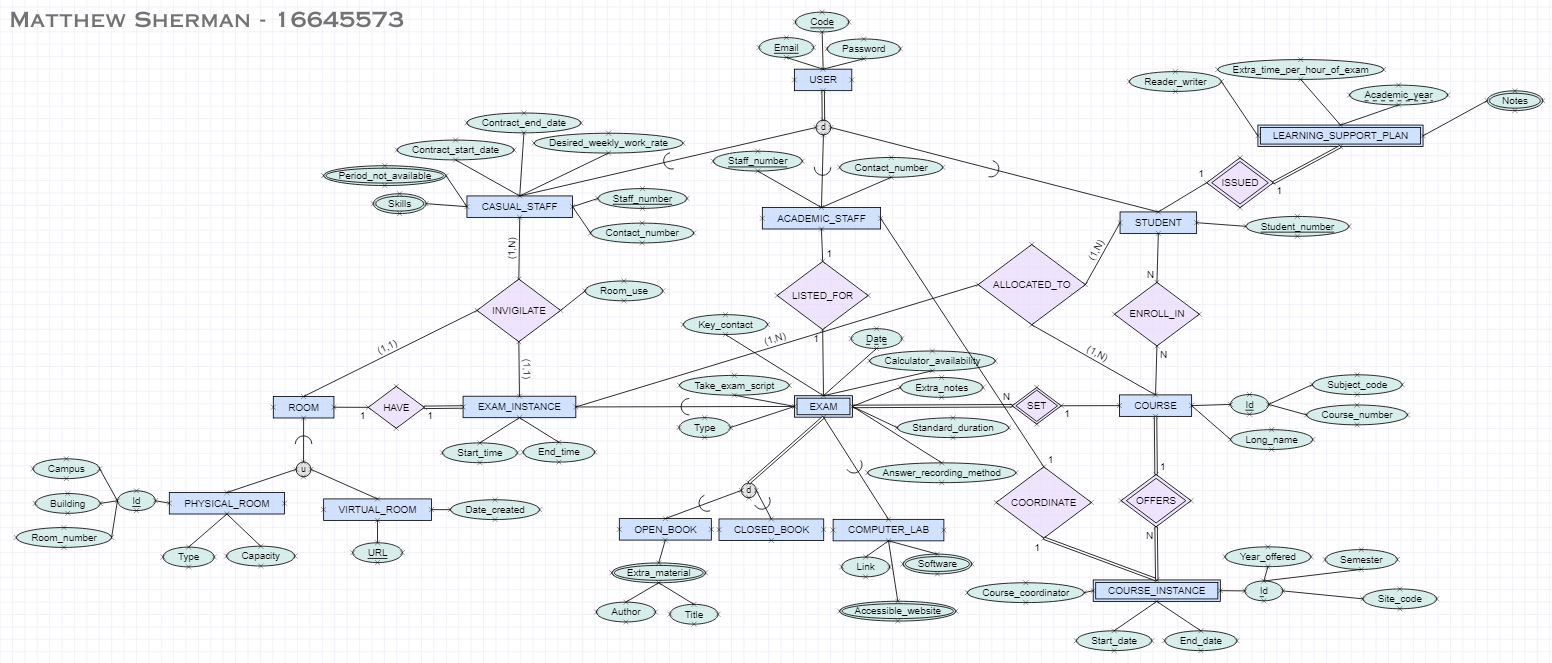 Matthew Sherman - 16645573
Code
Email
Password
USER
d
Reader_writer
Extra_time_per_hour_of_exam
Academic_year
Notes
LEARNING_SUPPORT_PLAN
ISSUED
1
1
Contract_end_date
Contract_start_date
Desired_weekly_work_rate
Period_not_available
Skills
CASUAL_STAFF
Staff_number
Contact_number
Staff_number
Contact_number
ACADEMIC_STAFF
STUDENT
Student_number
(1,N)
1
(1,N)
N
INVIGILATE
Room_use
LISTED_FOR
ALLOCATED_TO
ENROLL_IN
(1,1)
(1,1)
(1,N)
1
(1,N)
N
Key_contact
Date
Calculator_availability
Take_exam_script
Extra_notes
Type
Standard_duration
Answer_recording_method
ROOM
1
HAVE
1
EXAM_INSTANCE
EXAM
N
SET
1
COURSE
Id
Subject_code
Course_number
Long_name
Start_time
End_time
u
Campus
Building
Room_number
Id
PHYSICAL_ROOM
Type
Capacity
VIRTUAL_ROOM
Date_created
URL
d
OPEN_BOOK
CLOSED_BOOK
COMPUTER_LAB
Extra_material
Author
Title
Link
Software
Accessible_website
1
COORDINATE
1
1
OFFERS
N
Course_coordinator
COURSE_INSTANCE
Id
Year_offered
Semester
Site_code
Start_date
End_date